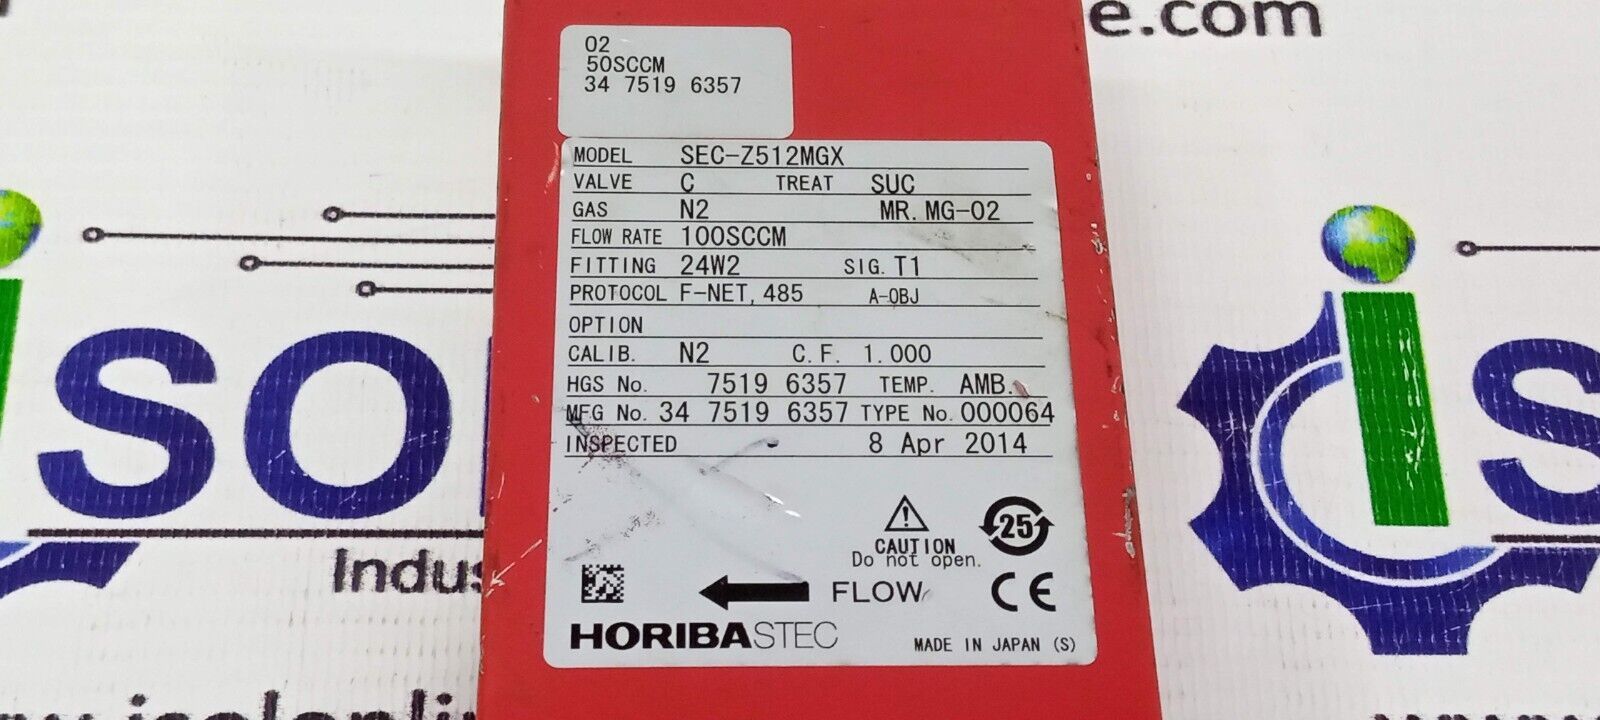 e.com
O2
50SCCM
34 7519 6357
MODEL SEC-Z512MGX
VALVE C TREAT SUC
GAS N2 MR. MG-02
FLOW RATE 100SCCM
FITTING 24W2 SIG. T1
PROTOCOL F-NET, 485 A-OBJ
OPTION
CALIB. N2 C. F. 1.000
HGS No. 7519 6357 TEMP. AMB.
MFG No. 34 7519 6357 TYPE No. 000064
INSPECTED - 8 Apr 2014
25
CAUTION
Do not open.
FLOW
CE
HORIBASTEC
MADE IN JAPAN (S)
iso
Indus
is